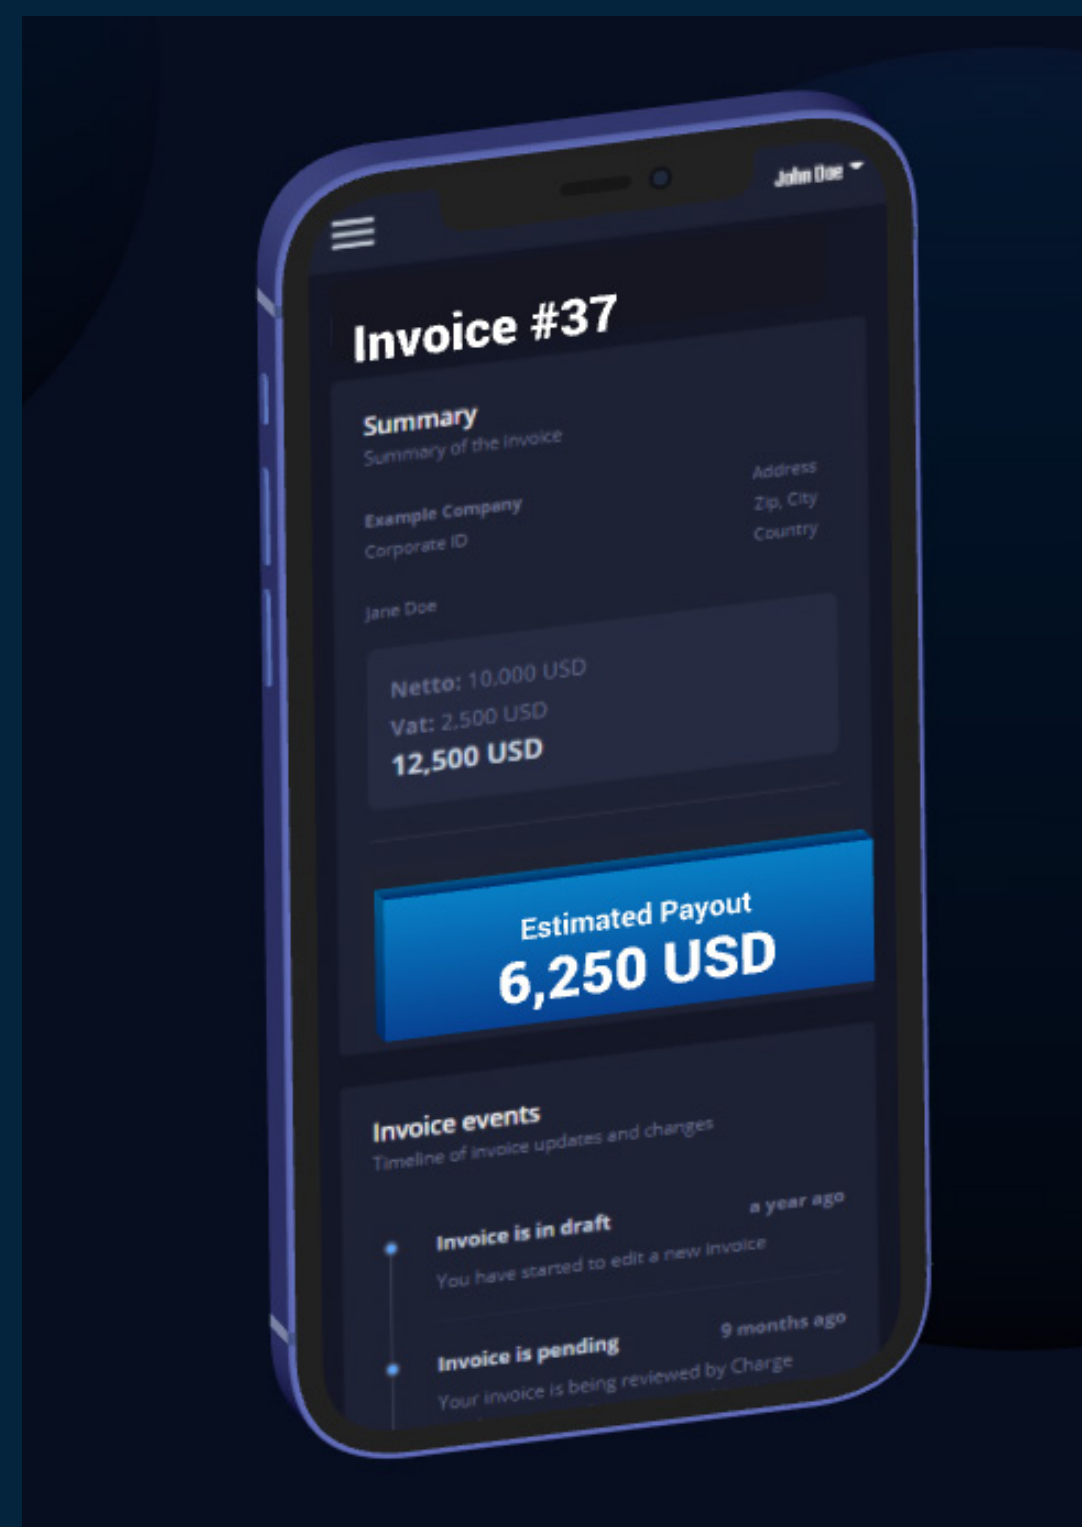 John Doe
Invoice #37
Summary
Summary of the invoice
Example Company
Corporate ID
Address
Zip, City
Country
Jane Doe
Netto: 10.000 USD
Vat: 2.500 USD
12,500 USD
Estimated Payout
6,250 USD
Invoice events
Timeline of invoice updates and changes
Invoice is in draft
a year ago
You have started to edit a new invoice
Invoice is pending
9 months ago
Your invoice is being reviewed by Charge